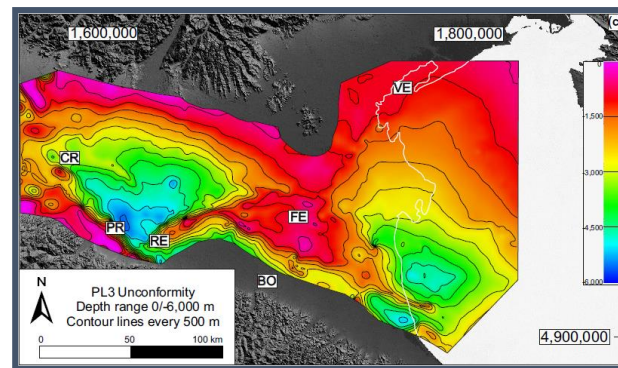 1,600,000
1,800,000
c
0
-1,500
-3,000
-4,500
-6,000
VE
CR
PR
RE
FE
BO
N
PL3 Unconformity
Depth range 0/-6,000 m
Contour lines every 500 m
0 50 100 km
4,900,000